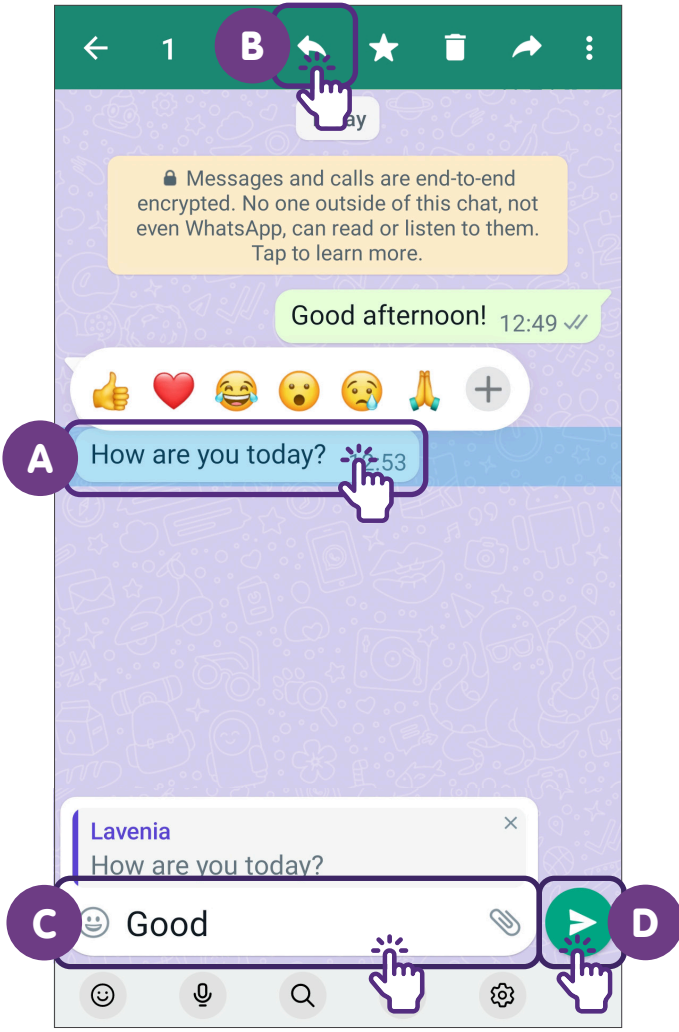 1
B
ay
Messages and calls are end-to-end
encrypted. No one outside of this chat, not
even WhatsApp, can read or listen to them.
Tap to learn more.
Good afternoon! 12:49
A
How are you today? 12:53
Lavenia
How are you today?
C
Good
D